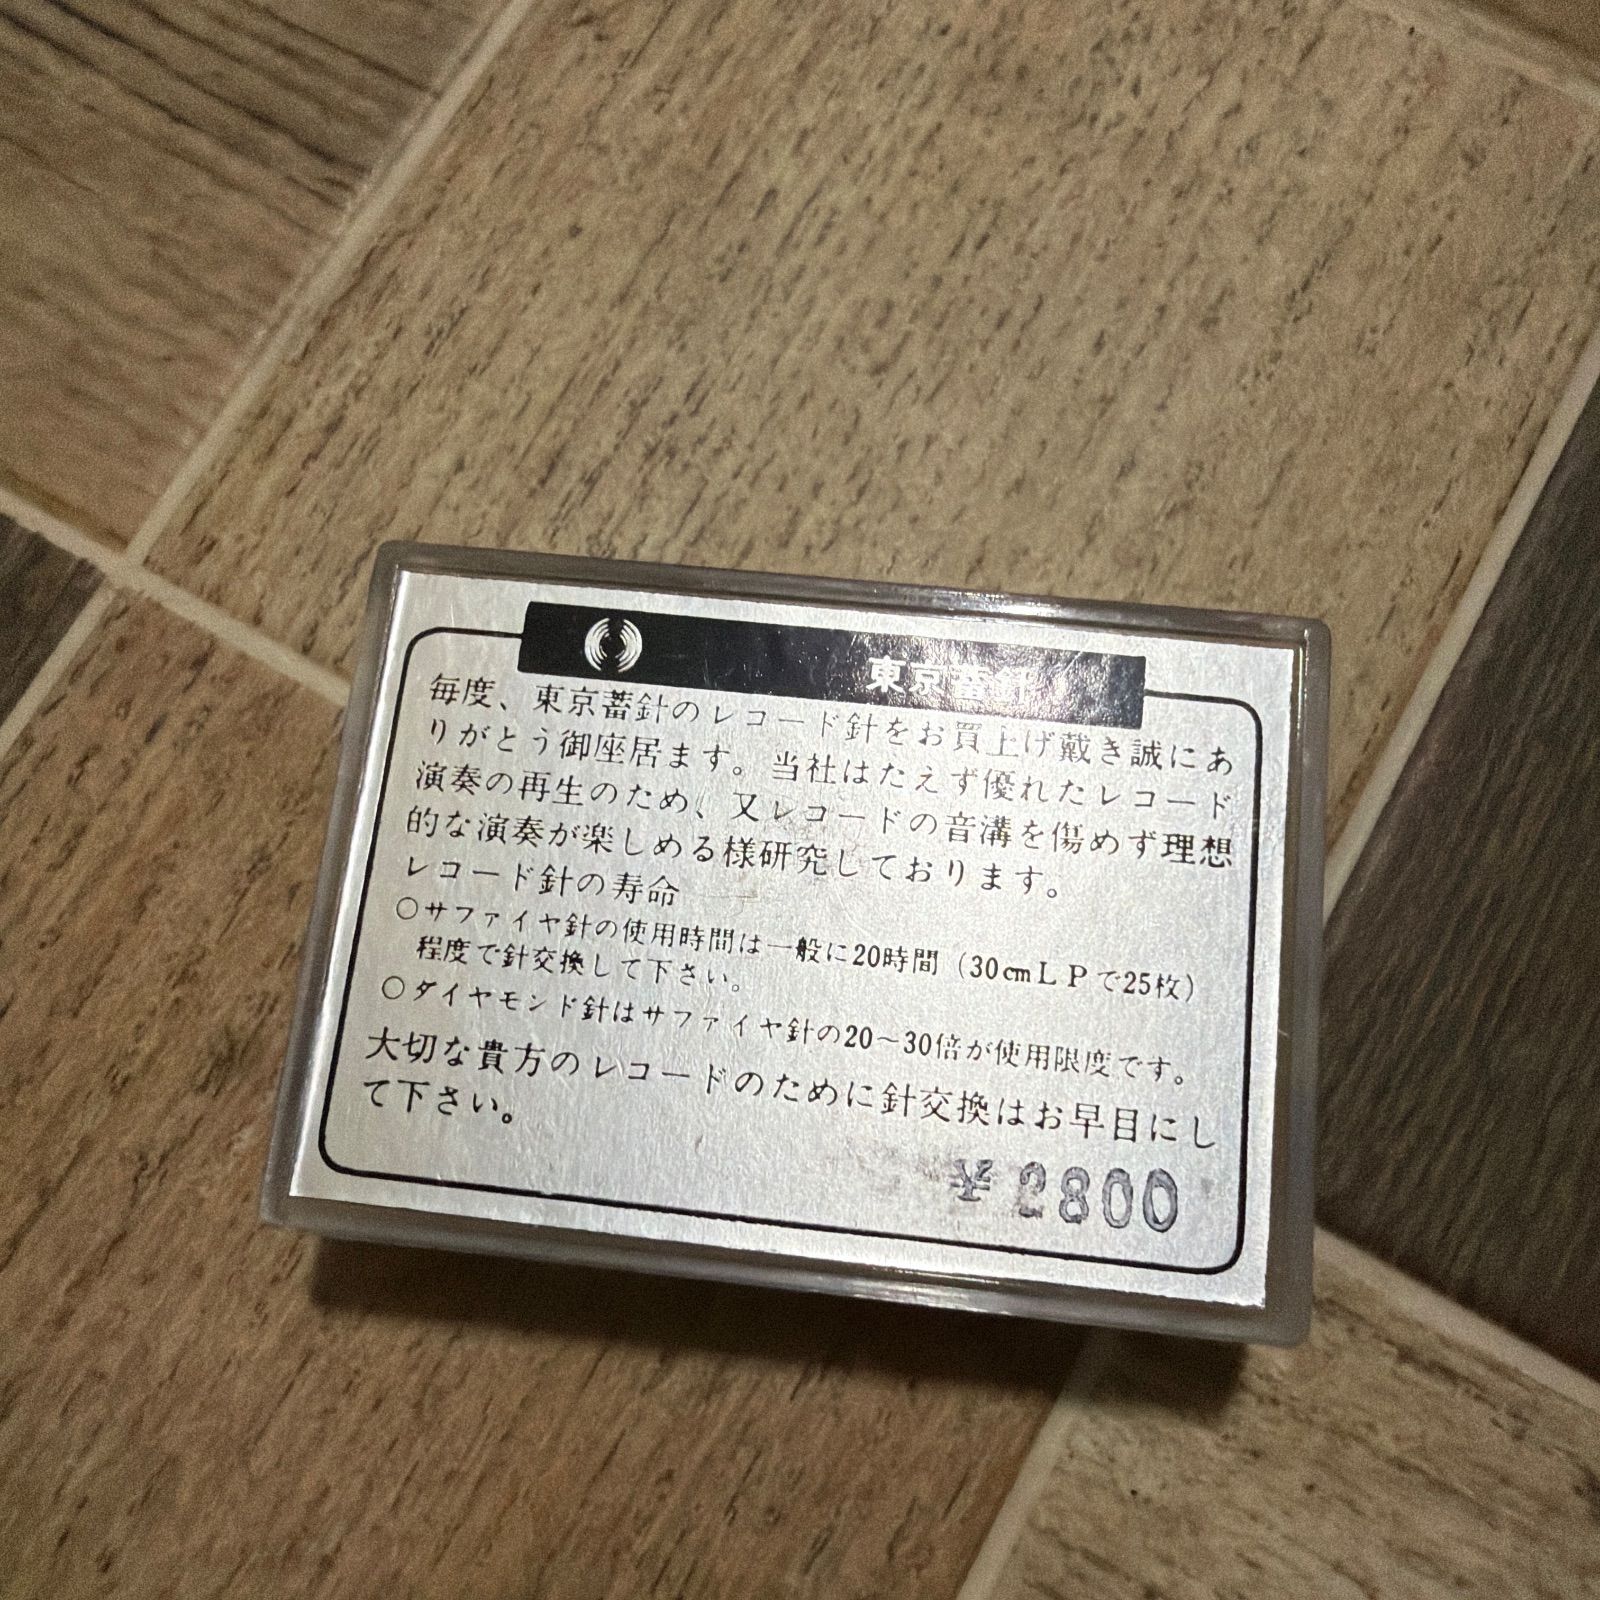 東京蓄針
毎度、東京蓄針のレコード針をお買上げ戴き誠にあ
りがとう御座居ます。当社はたえず優れたレコード
演奏の再生のため、又レコードの音溝を傷めず理想
的な演奏が楽しめる様研究しております。
レコード針の寿命
○サファイヤ針の使用時間は一般に20時間（30cmＬＰで25枚）
程度で針交換して下さい。
○ダイヤモンド針はサファイヤ針の20～30倍が使用限度です。
大切な貴方のレコードのために針交換はお早目にし
て下さい。
¥2800